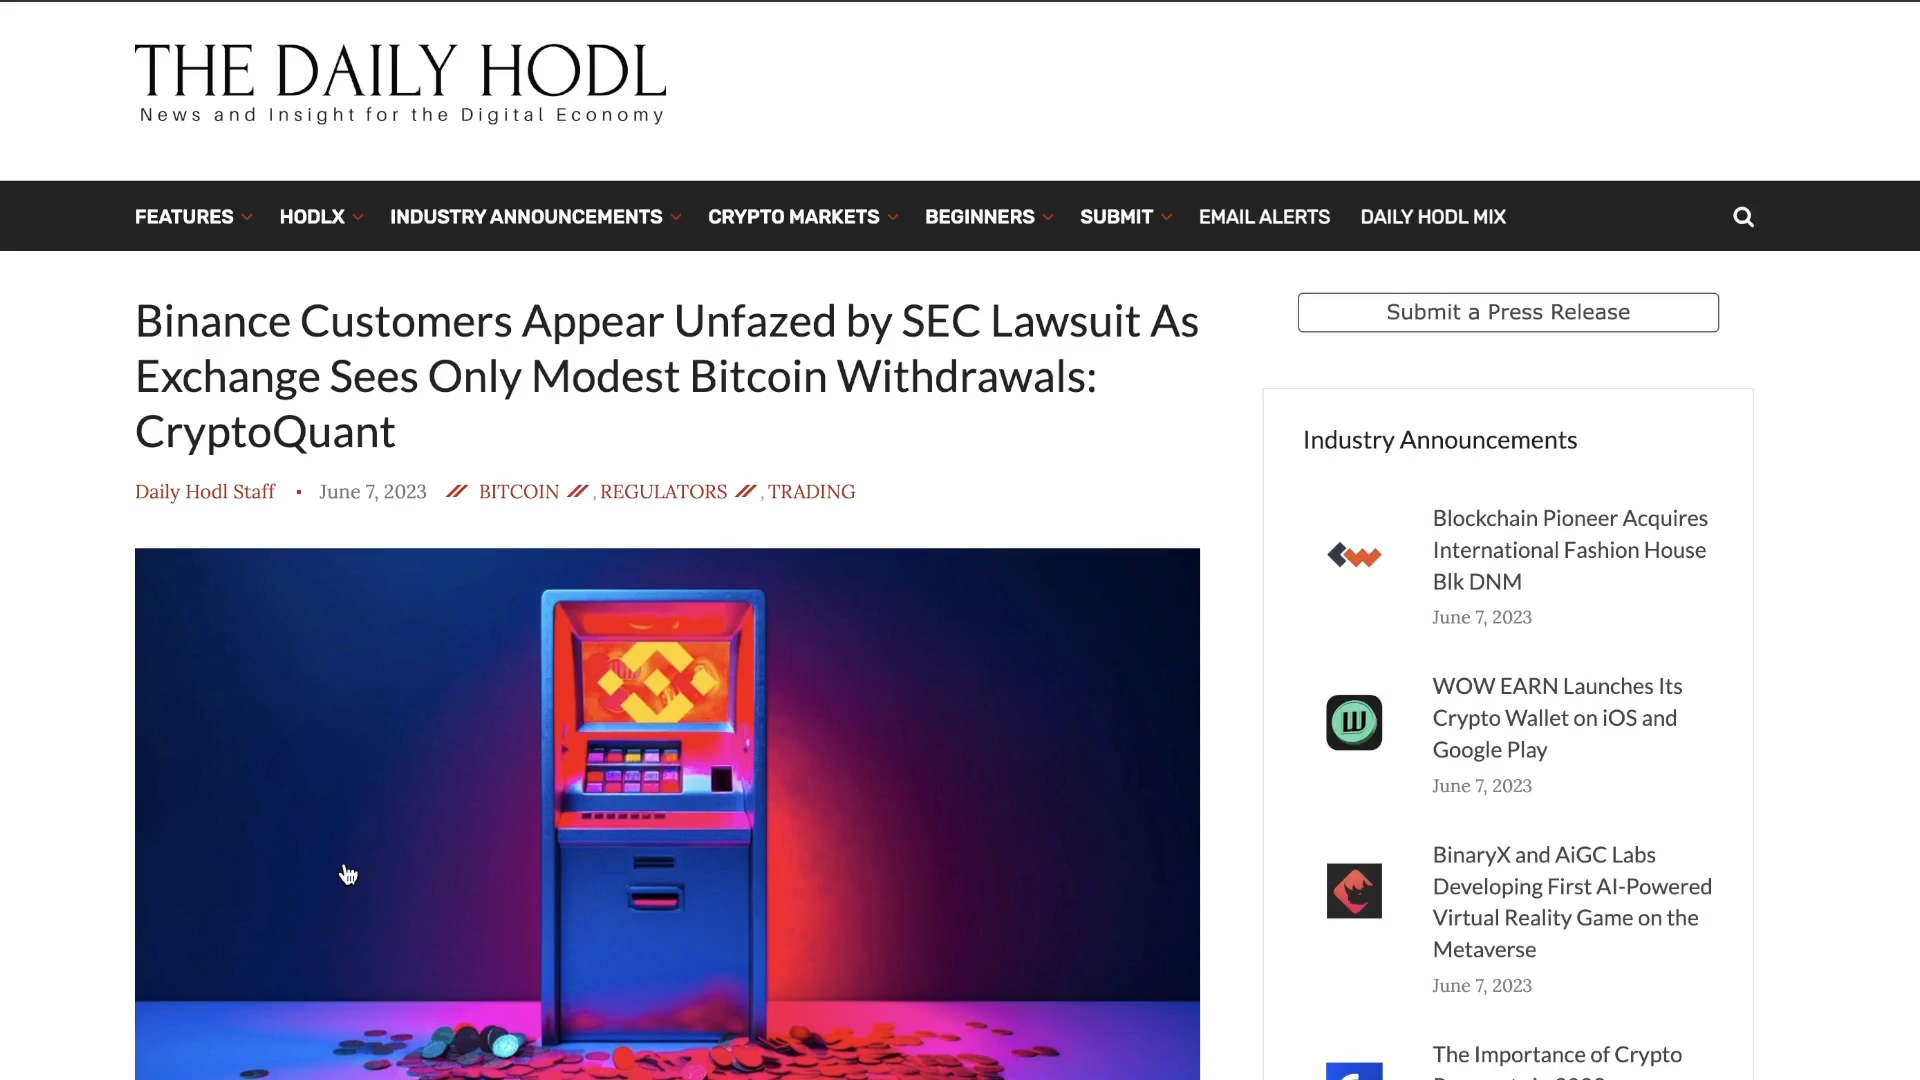 THE DAILY HODL
News and Insight for the Digital Economy
FEATURES HODLX INDUSTRY ANNOUNCEMENTS CRYPTO MARKETS BEGINNERS SUBMIT EMAIL ALERTS DAILY HODL MIX
Binance Customers Appear Unfazed by SEC Lawsuit As
Exchange Sees Only Modest Bitcoin Withdrawals:
CryptoQuant
Daily Hodl Staff ▪ June 7, 2023 // BITCOIN // , REGULATORS // , TRADING
Submit a Press Release
Industry Announcements
Blockchain Pioneer Acquires
International Fashion House
Blk DNM
June 7, 2023
WOW EARN Launches Its
Crypto Wallet on iOS and
Google Play
June 7, 2023
BinaryX and AiGC Labs
Developing First AI-Powered
Virtual Reality Game on the
Metaverse
June 7, 2023
The Importance of Crypto